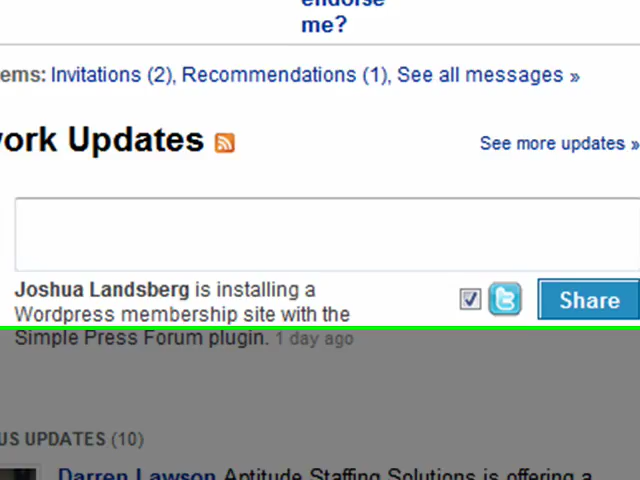 endorse
me?
ems: Invitations (2), Recommendations (1), See all messages »
ork Updates
See more updates »
Joshua Landsberg is installing a
Wordpress membership site with the
Simple Press Forum plugin. 1 day ago
Share
US UPDATES (10)
Darren Lawson Aptitude Staffing Solutions is offering a